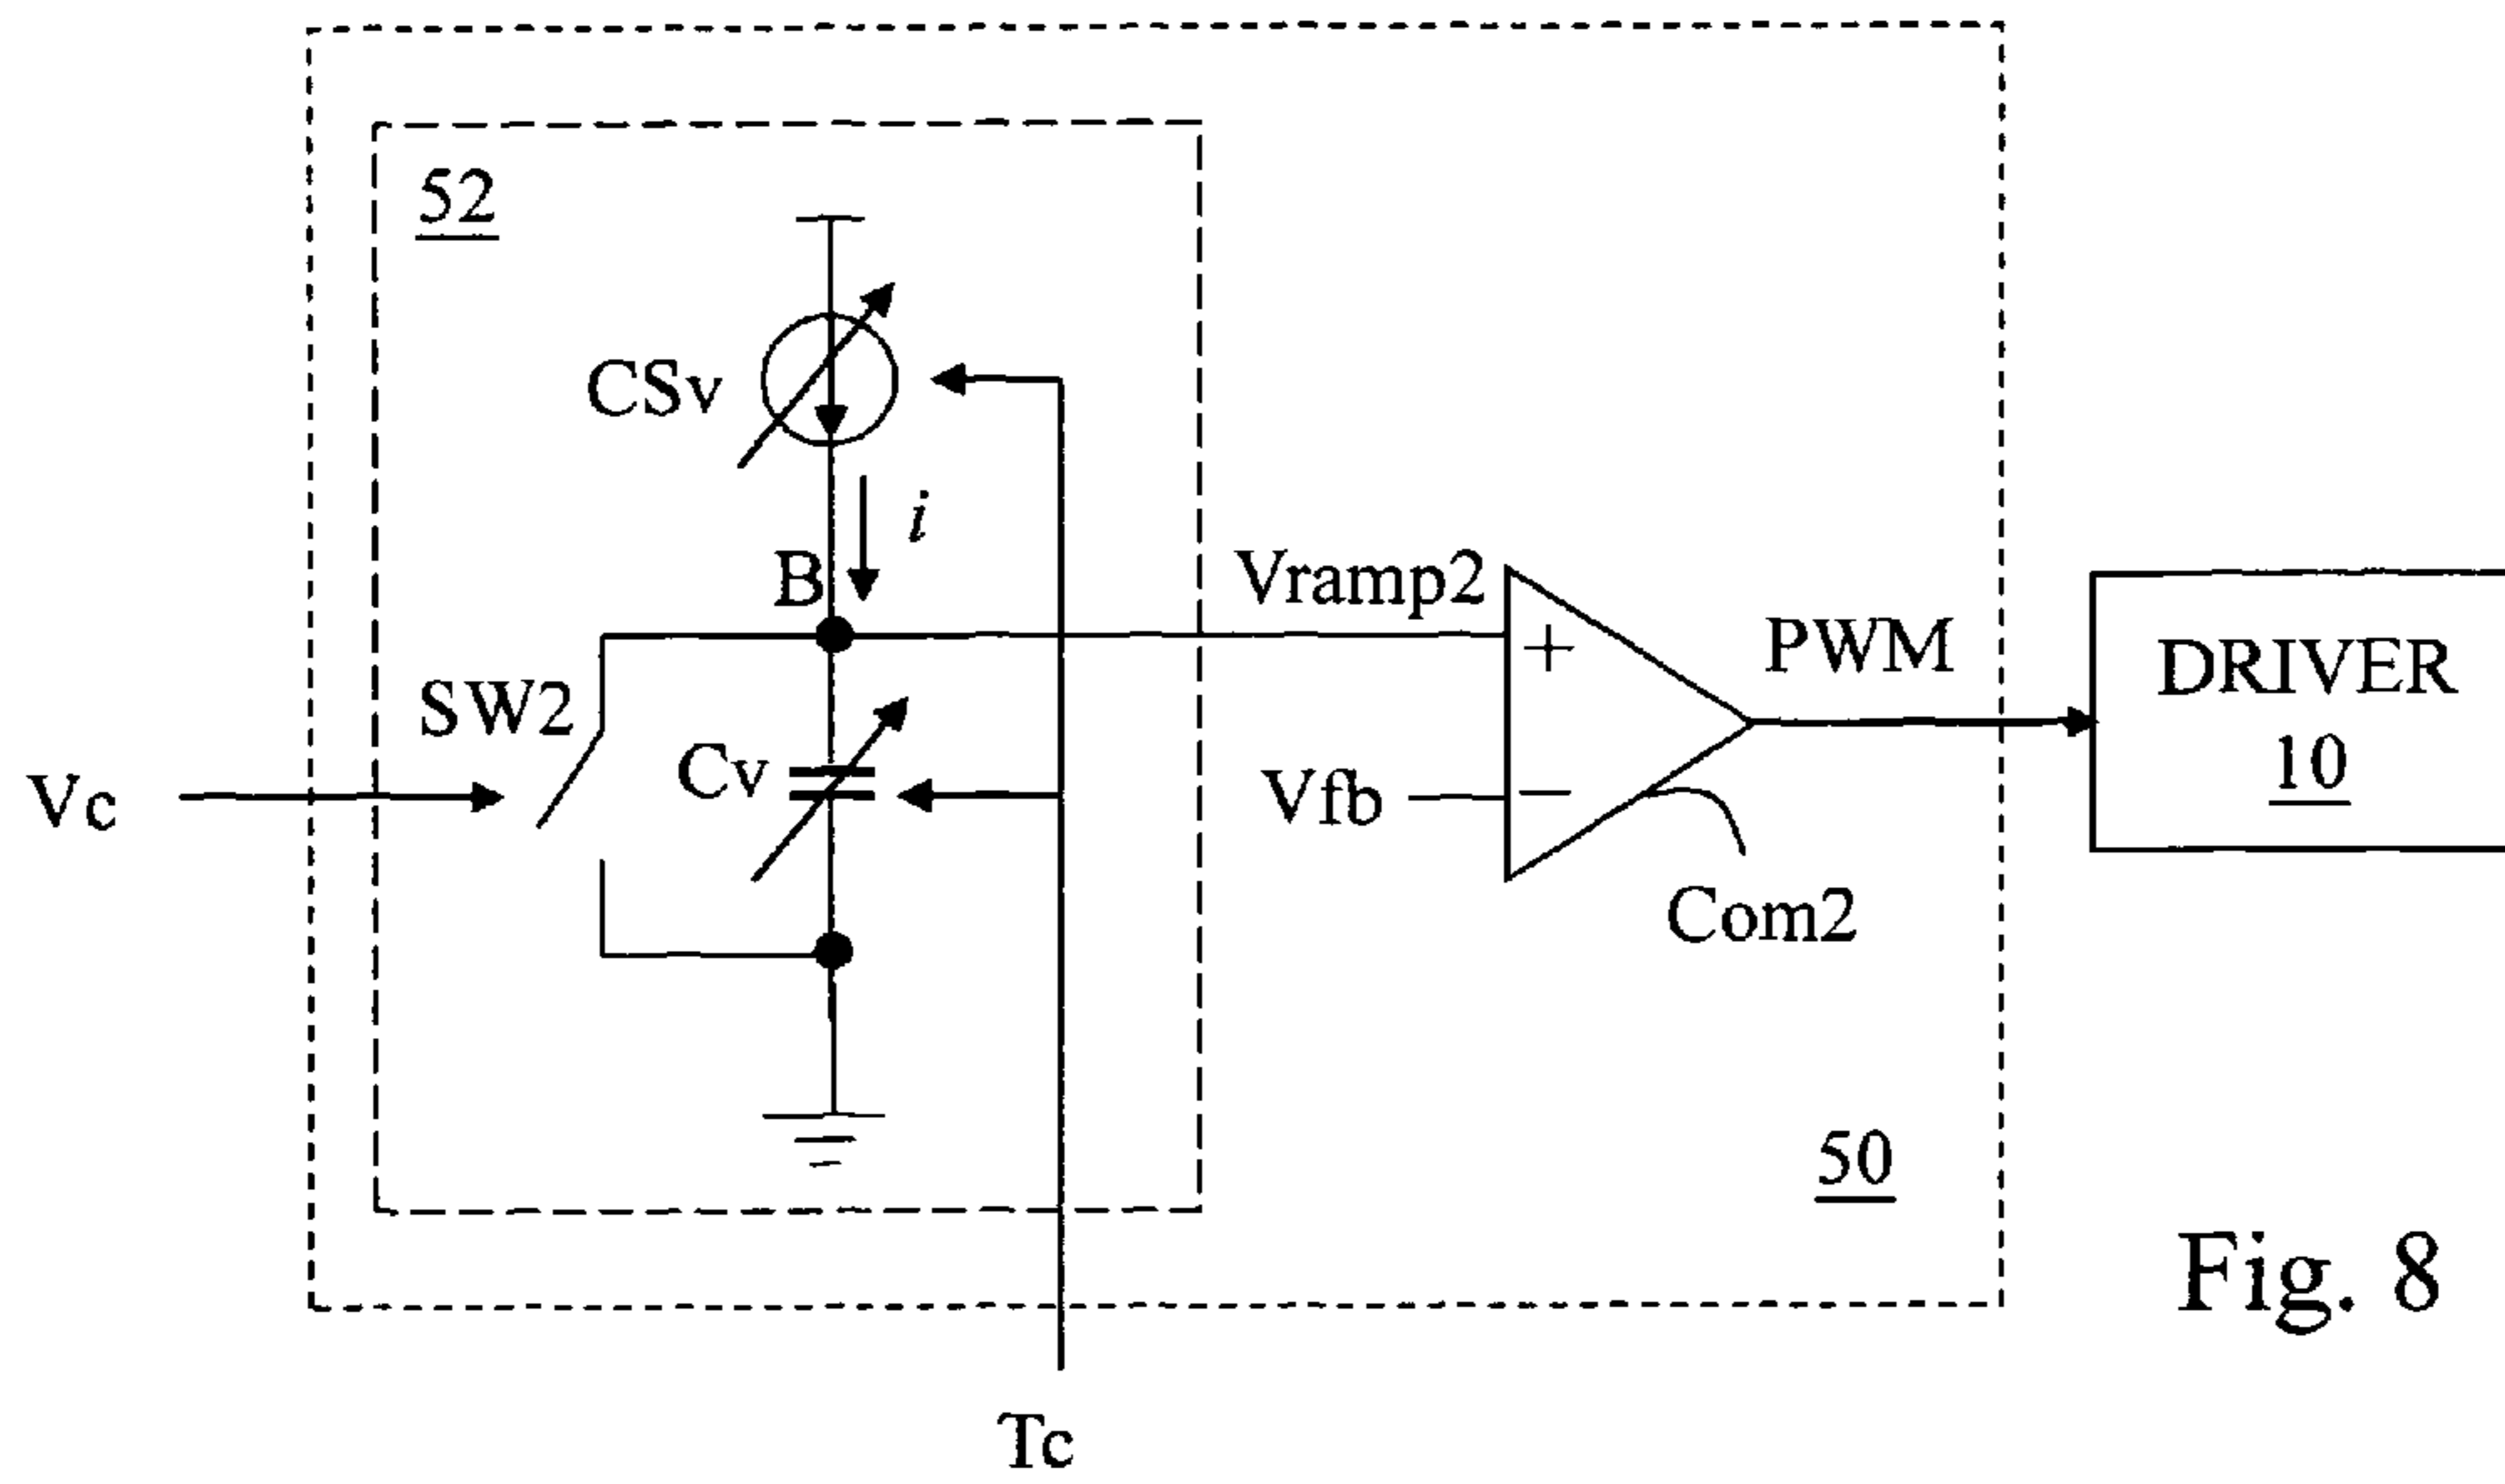 52
CSv
i
B
Vramp2
+
PWM
DRIVER
10
SW2
Cv
Vc
Vfb
−
Com2
50
Fig. 8
Tc